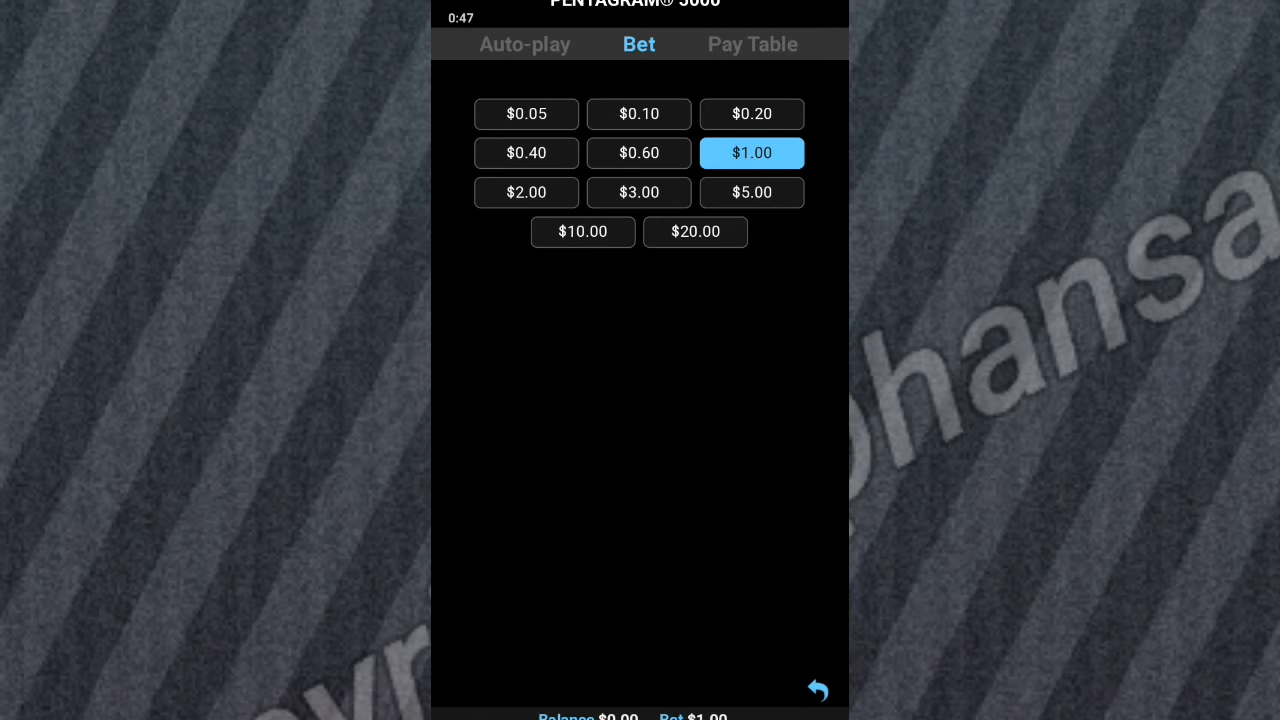 PENTAGRAM® 5000
0:47
Auto-play Bet Pay Table
$0.05 $0.10 $0.20
$0.40 $0.60 $1.00
$2.00 $3.00 $5.00
$10.00 $20.00
Balance $0.00 Bet $1.00